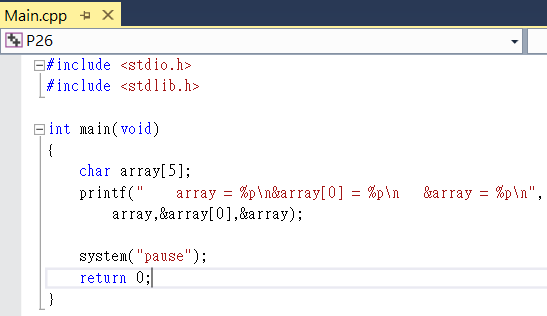 Main.cpp
P26
#include <stdio.h>
#include <stdlib.h>
int main(void)
{
    char array[5];
    printf("    array = %p\n&array[0] = %p\n   &array = %p\n",
        array,&array[0],&array);
    system("pause");
    return 0;
}